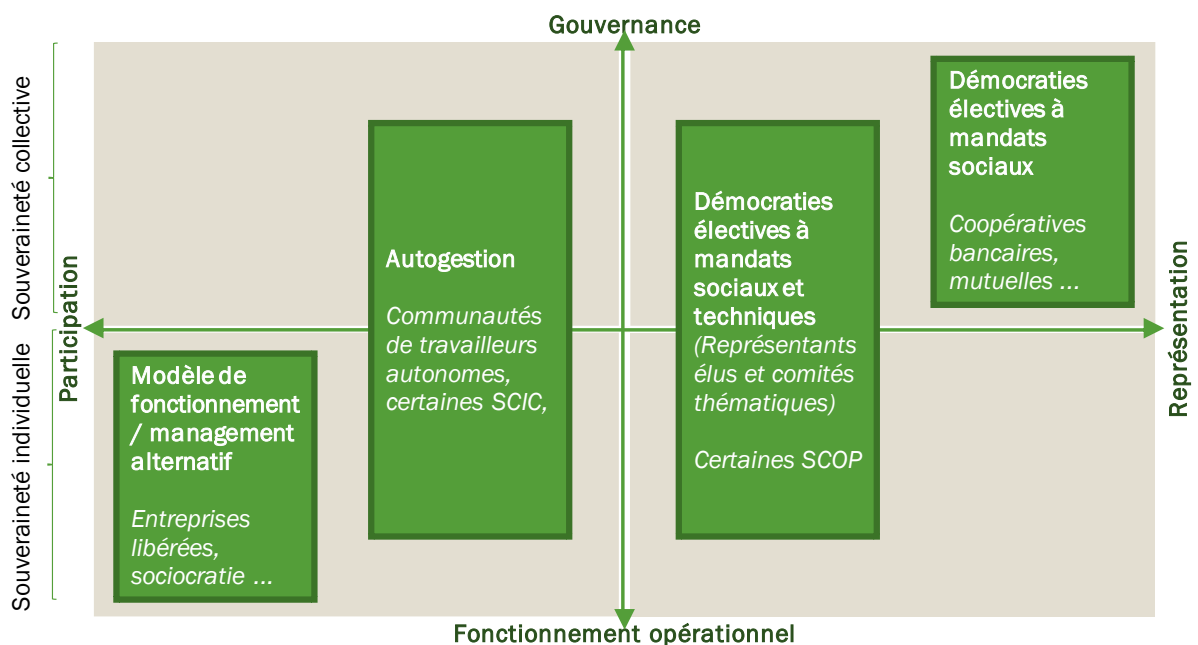 Gouvernance
Souveraineté collective
Souveraineté individuelle
Participation
Modèle de
fonctionnement
/ management
alternatif
Entreprises
libérées,
sociocratie ...
Autogestion
Communautés
de travailleurs
autonomes,
certaines SCIC,
Démocraties
électives à
mandats
sociaux et
techniques
(Représentants
élus et comités
thématiques)
Certaines SCOP
Démocraties
électives à
mandats
sociaux
Coopératives
bancaires,
mutuelles ...
Représentation
Fonctionnement opérationnel